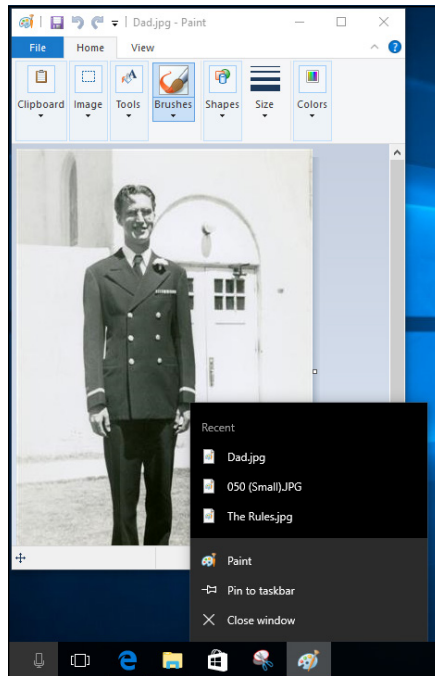 Dad.jpg - Paint
File Home View
Clipboard Image Tools Brushes Shapes Size Colors
Recent
Dad.jpg
050 (Small).JPG
The Rules.jpg
Paint
Pin to taskbar
Close window